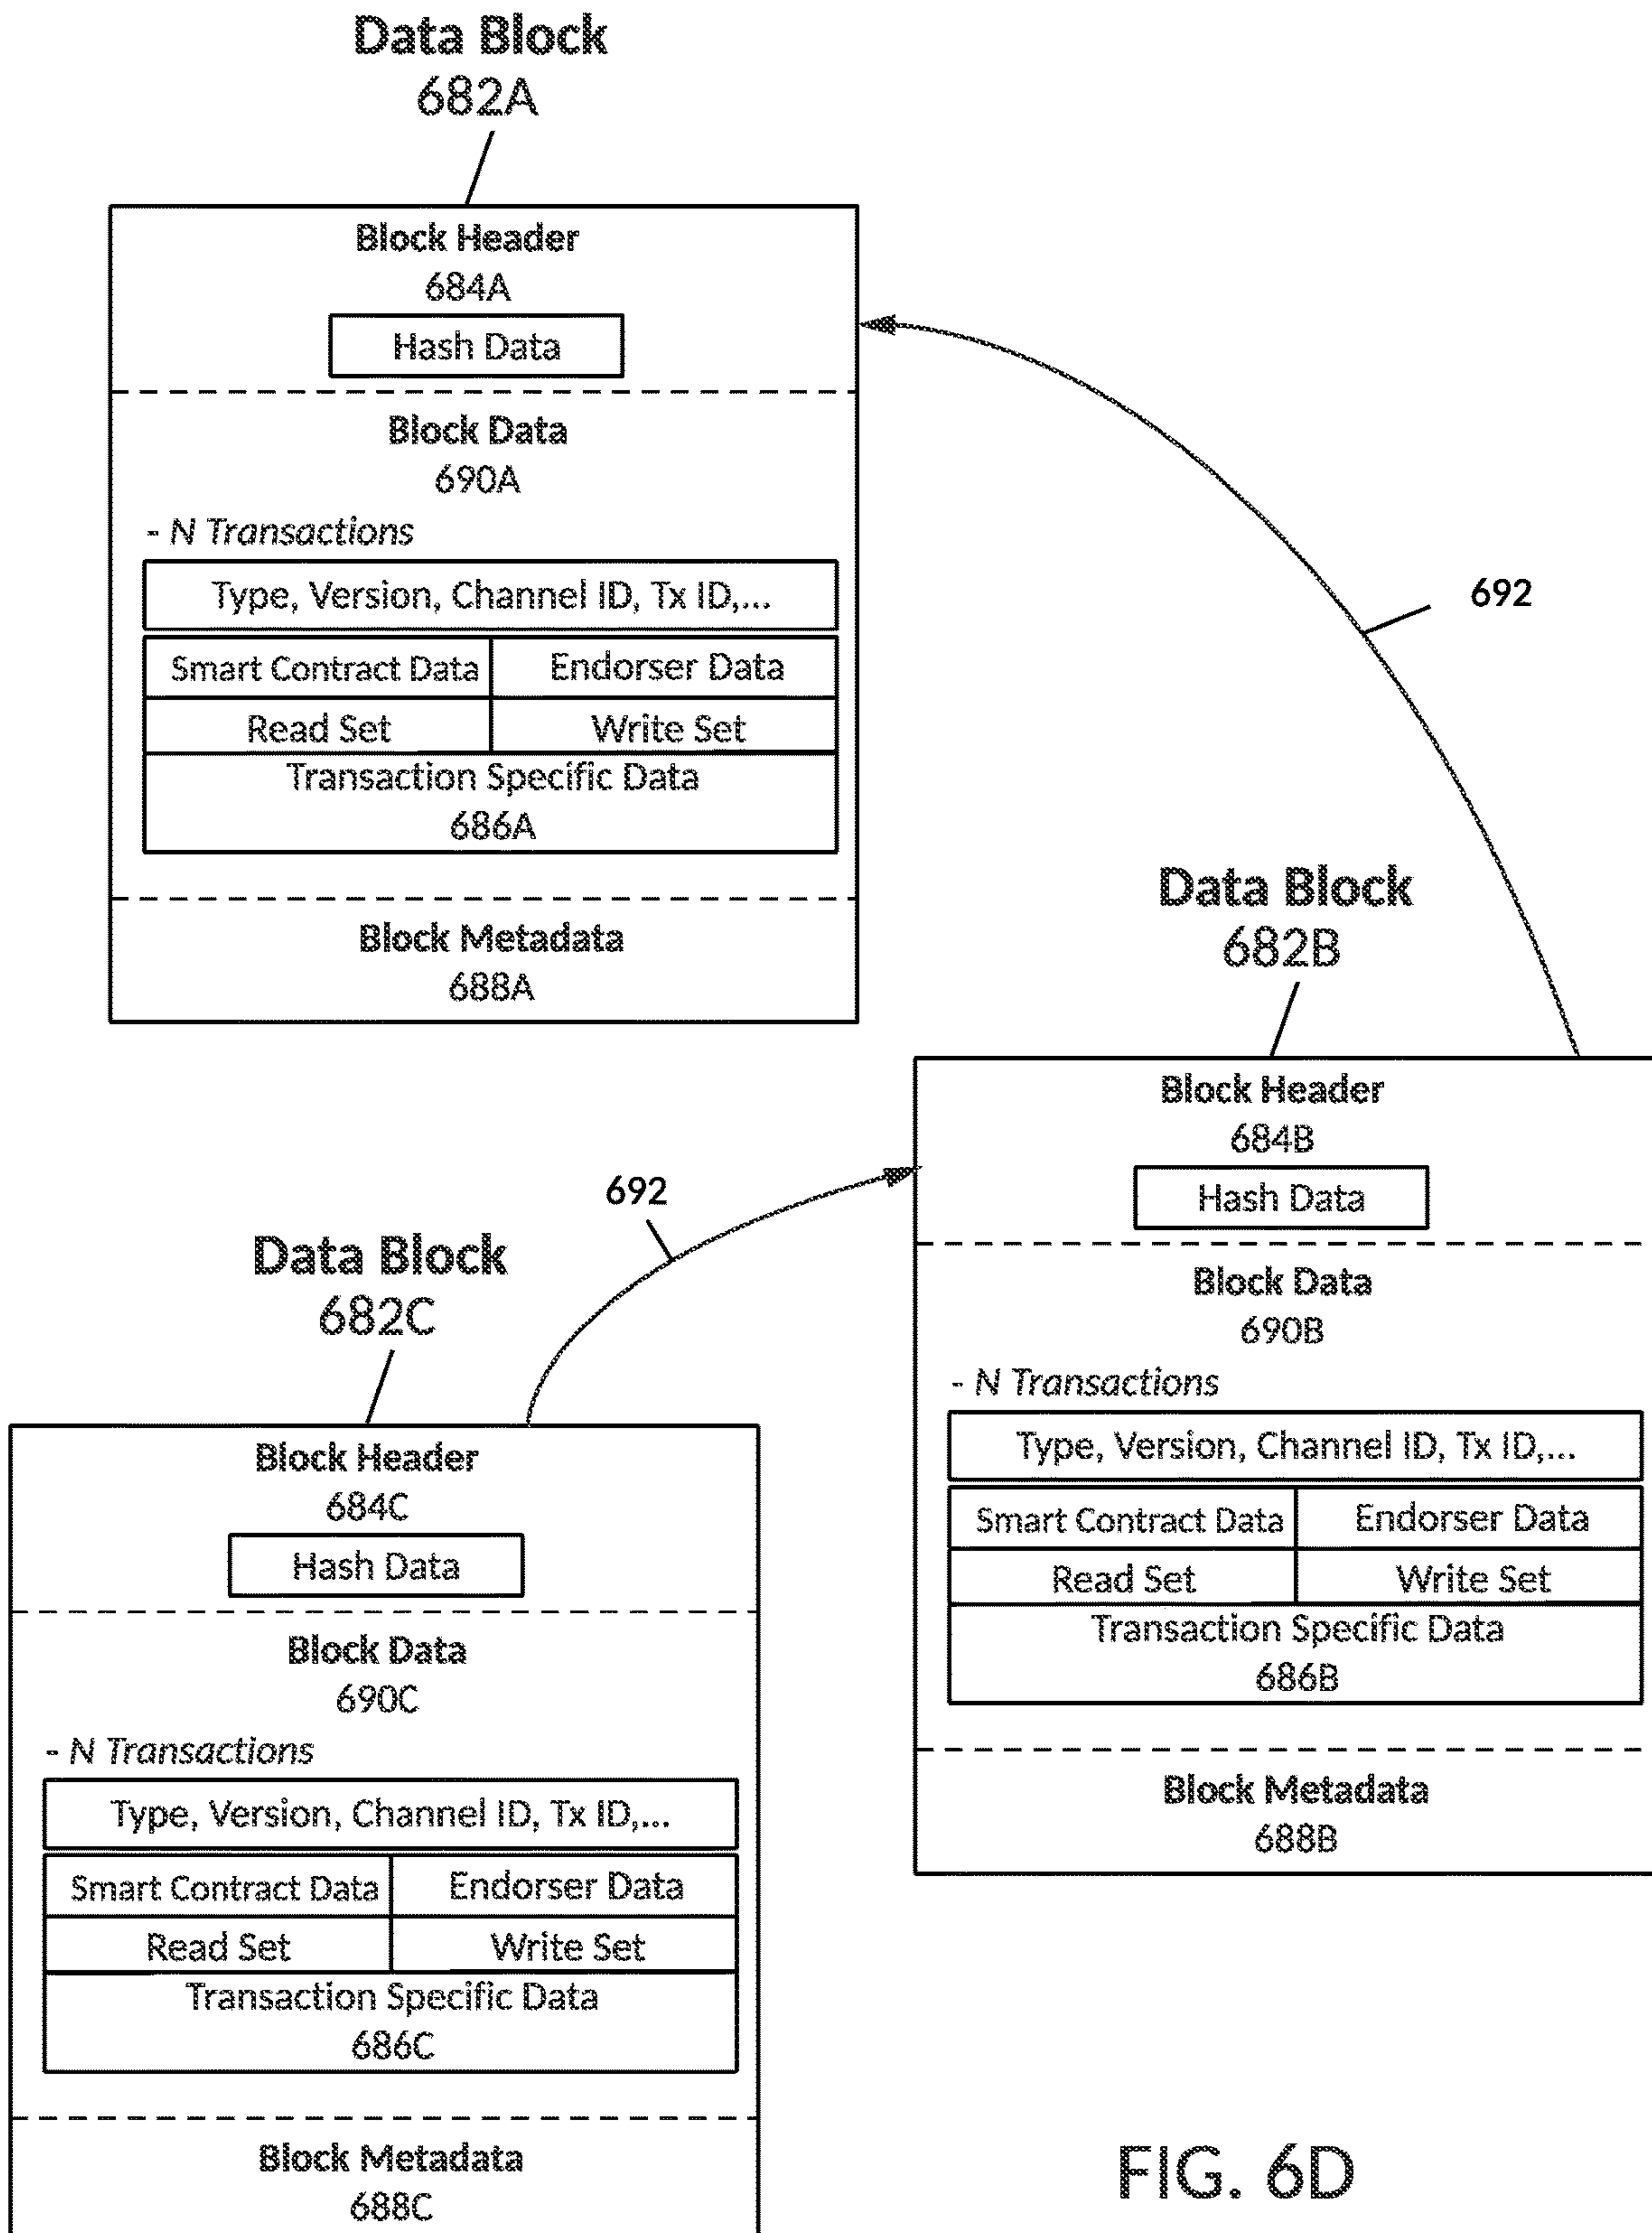 Data Block
682A
Block Header
684A
Hash Data
Block Data
690A
- N Transactions
Type, Version, Channel ID, Tx ID,...
Smart Contract Data
Endorser Data
Read Set
Write Set
Transaction Specific Data
686A
Block Metadata
688A
692
Data Block
682B
Block Header
684B
Hash Data
Block Data
690B
- N Transactions
Type, Version, Channel ID, Tx ID,...
Smart Contract Data
Endorser Data
Read Set
Write Set
Transaction Specific Data
686B
Block Metadata
688B
692
Data Block
682C
Block Header
684C
Hash Data
Block Data
690C
- N Transactions
Type, Version, Channel ID, Tx ID,...
Smart Contract Data
Endorser Data
Read Set
Write Set
Transaction Specific Data
686C
Block Metadata
688C
FIG. 6D